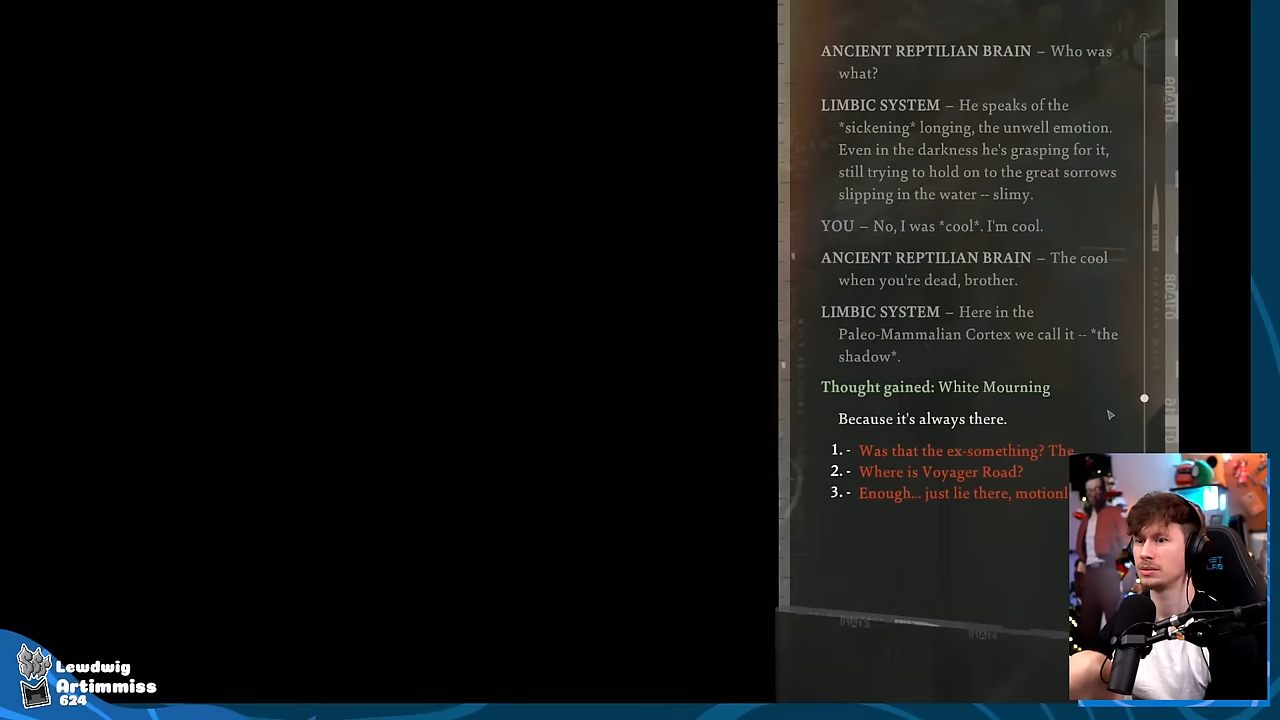 ANCIENT REPTILIAN BRAIN – Who was
what?
LIMBIC SYSTEM – He speaks of the
*sickening* longing, the unwell emotion.
Even in the darkness he's grasping for it,
still trying to hold on to the great sorrows
slipping in the water -- slimy.
YOU – No, I was *cool*. I'm cool.
ANCIENT REPTILIAN BRAIN – The cool
when you're dead, brother.
LIMBIC SYSTEM – Here in the
Paleo-Mammalian Cortex we call it -- *the
shadow*.
Thought gained: White Mourning
Because it's always there.
1. - Was that the ex-something? The
2. - Where is Voyager Road?
3. - Enough... just lie there, motionl
Lewdwig
Artimmiss
624